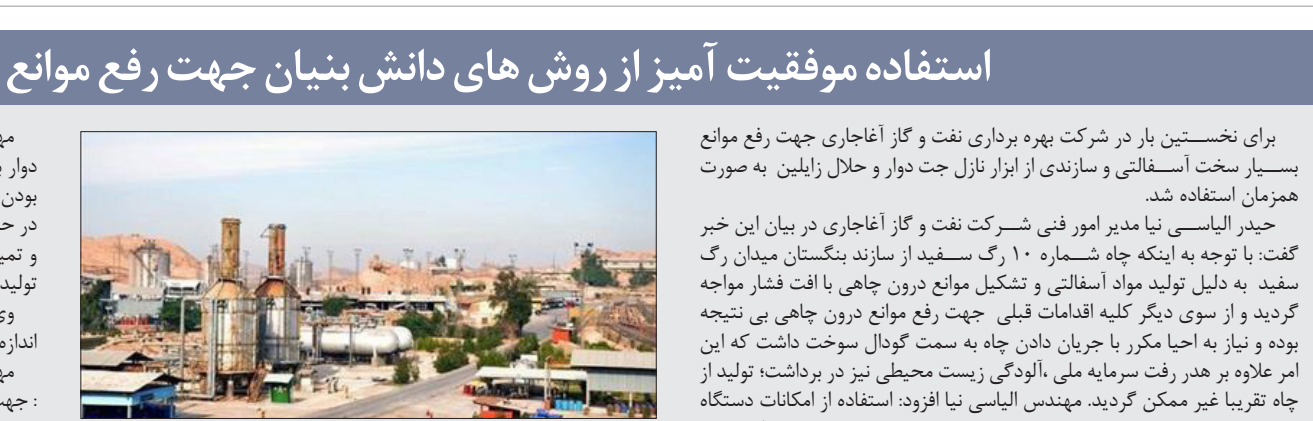 استفاده موفقیت آمیز از روش های دانش بنیان جهت رفع موانع
برای نخستین بار در شرکت بهره برداری نفت و گاز آغاجاری جهت رفع موانع
بسیار سخت آسفالتی و سازندی از ابزار نازل جت دوار و حلال زایلین به صورت
همزمان استفاده شد.
حیدر الیاسی نیا مدیر امور فنی شرکت نفت و گاز آغاجاری در بیان این خبر
گفت: با توجه به اینکه چاه شماره ۱۰ رگ سفید از سازند بنگستان میدان رگ
سفید به دلیل تولید مواد آسفالتی و تشکیل موانع درون چاهی با افت فشار مواجه
گردید و از سوی دیگر کلیه اقدامات قبلی جهت رفع موانع درون چاهی بی نتیجه
بوده و نیاز به احیا مکرر با جریان دادن چاه به سمت گودال سوخت داشت که این
امر علاوه بر هدر رفت سرمایه ملی ،آلودگی زیست محیطی نیز در برداشت؛ تولید از
چاه تقریبا غیر ممکن گردید. مهندس الیاسی نیا افزود: استفاده از امکانات دستگاه
دوار
بودن
در
و
تولید
اندازه
: جهت